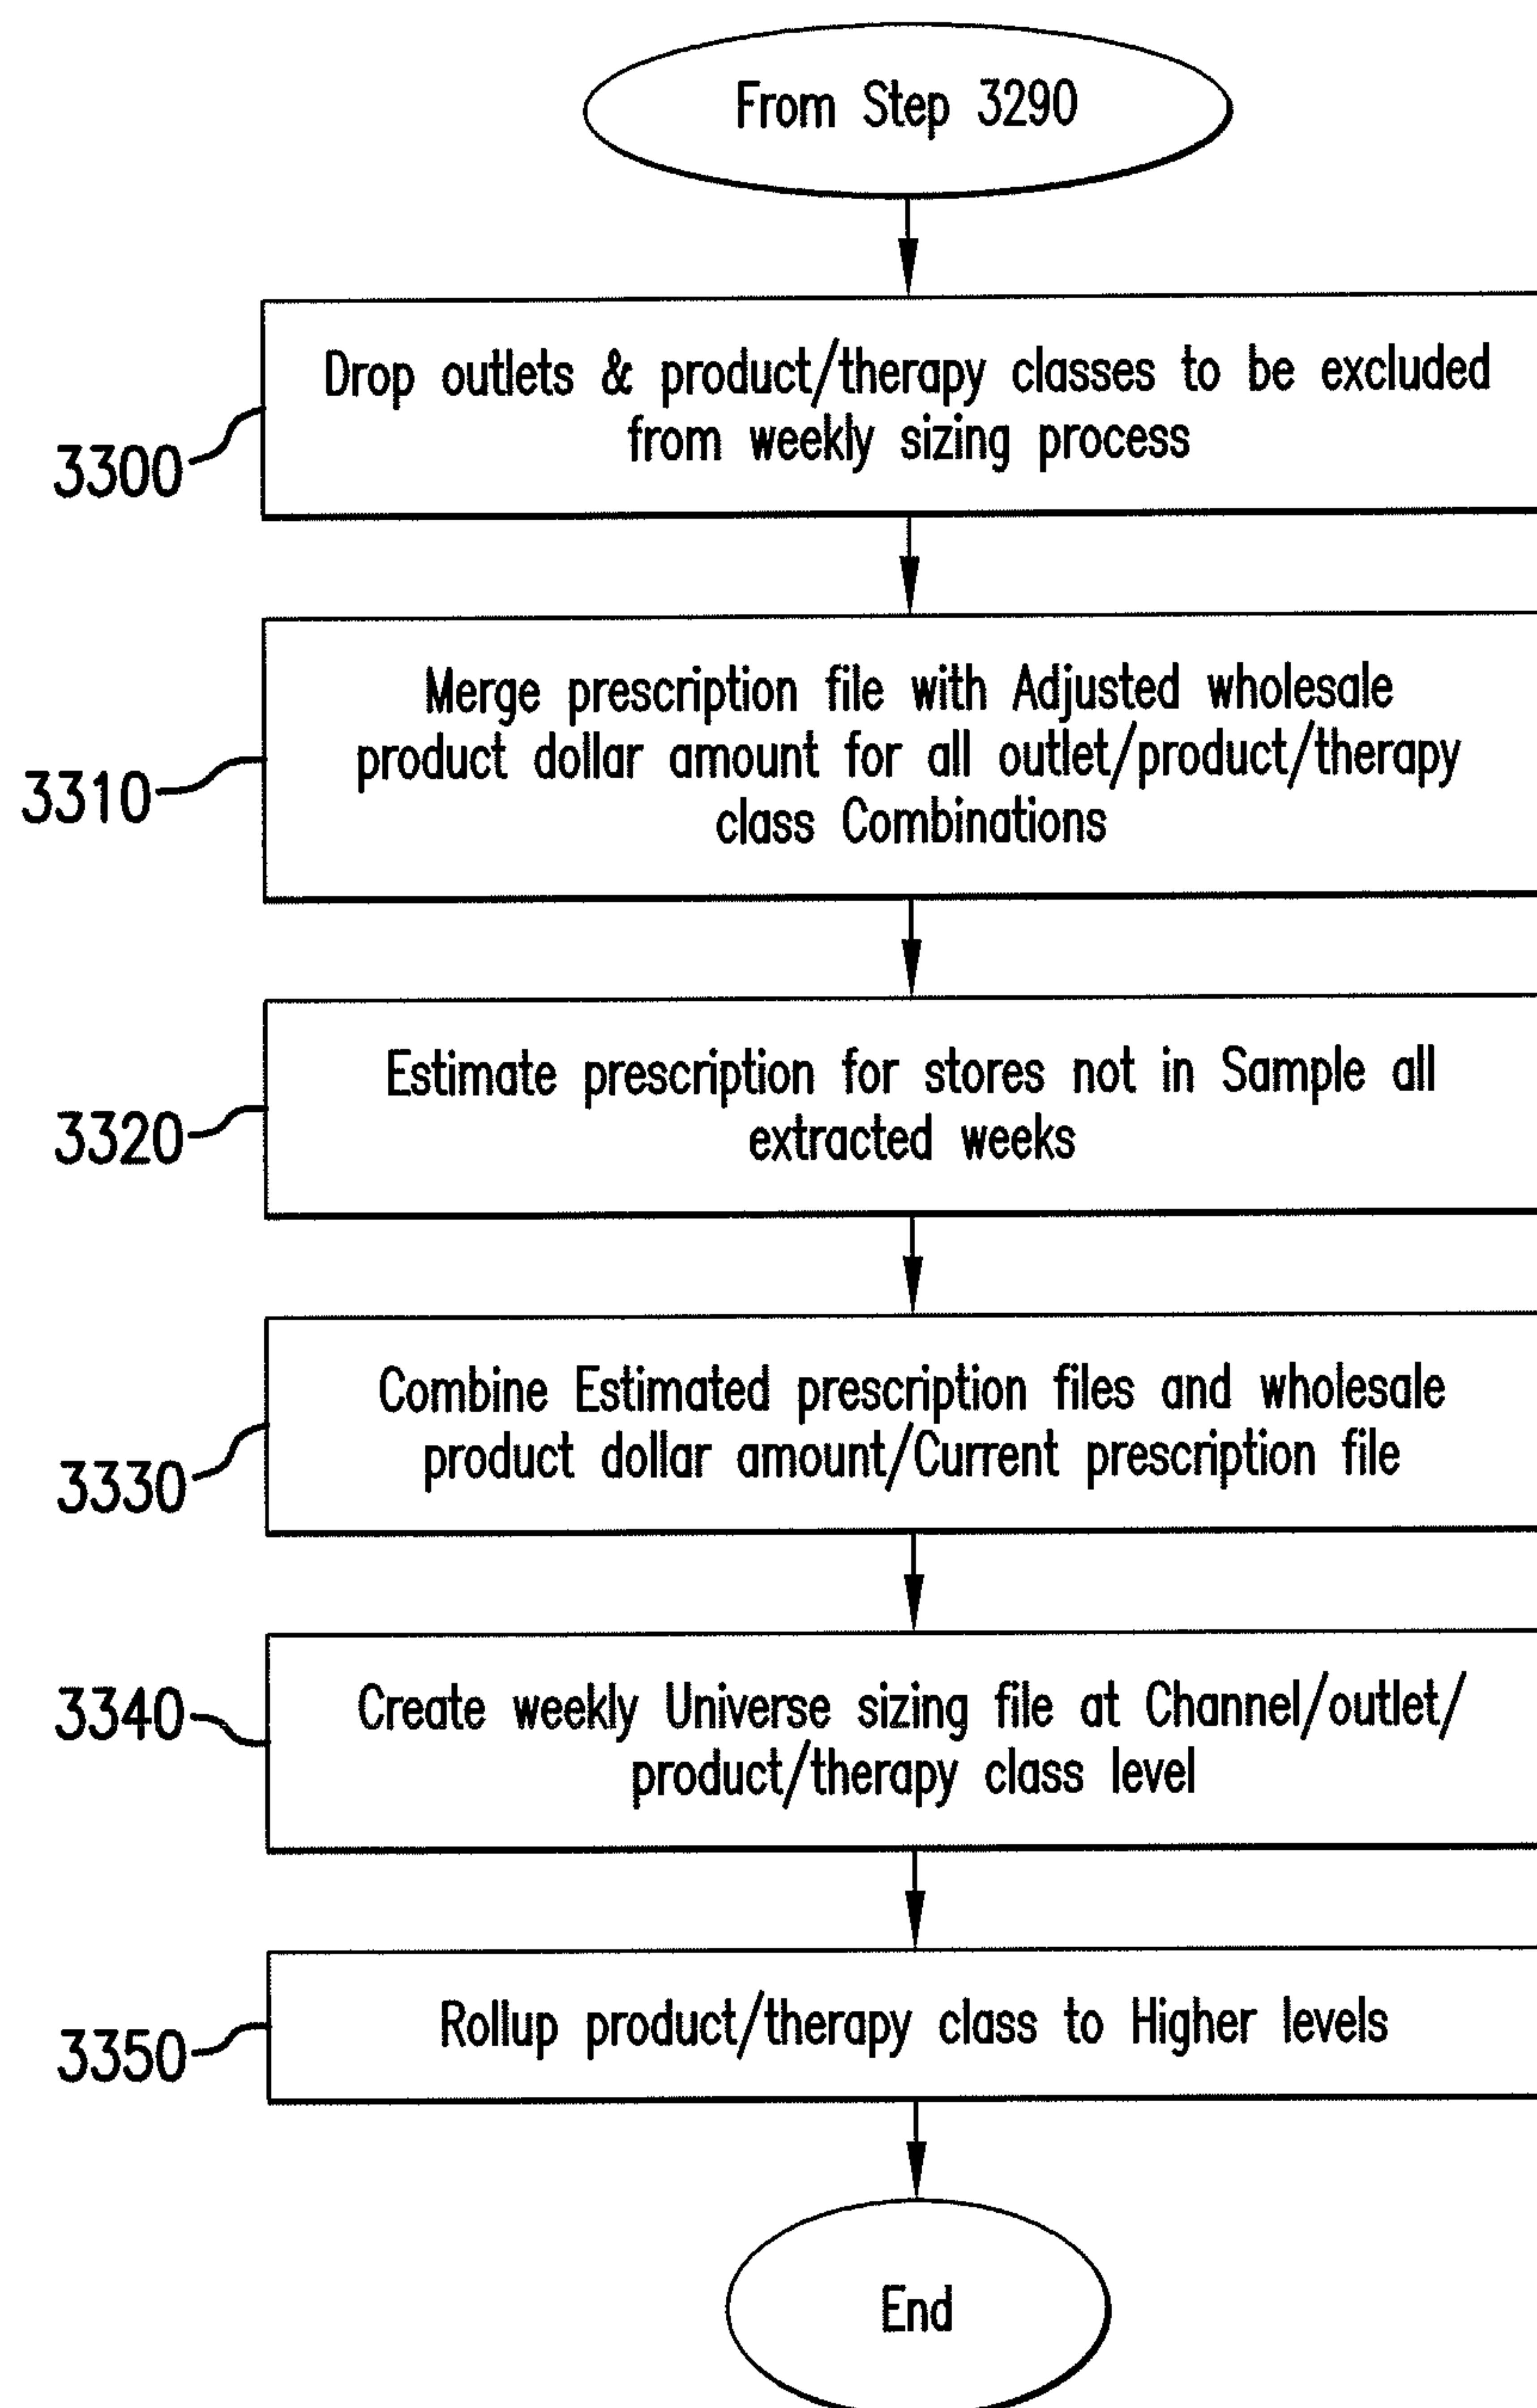 From Step 3290
Drop outlets & product/therapy classes to be excluded
from weekly sizing process
3300
Merge prescription file with Adjusted wholesale
product dollar amount for all outlet/product/therapy
class Combinations
3310
Estimate prescription for stores not in Sample all
extracted weeks
3320
Combine Estimated prescription files and wholesale
product dollar amount/Current prescription file
3330
Create weekly Universe sizing file at Channel/outlet/
product/therapy class level
3340
Rollup product/therapy class to Higher levels
3350
End